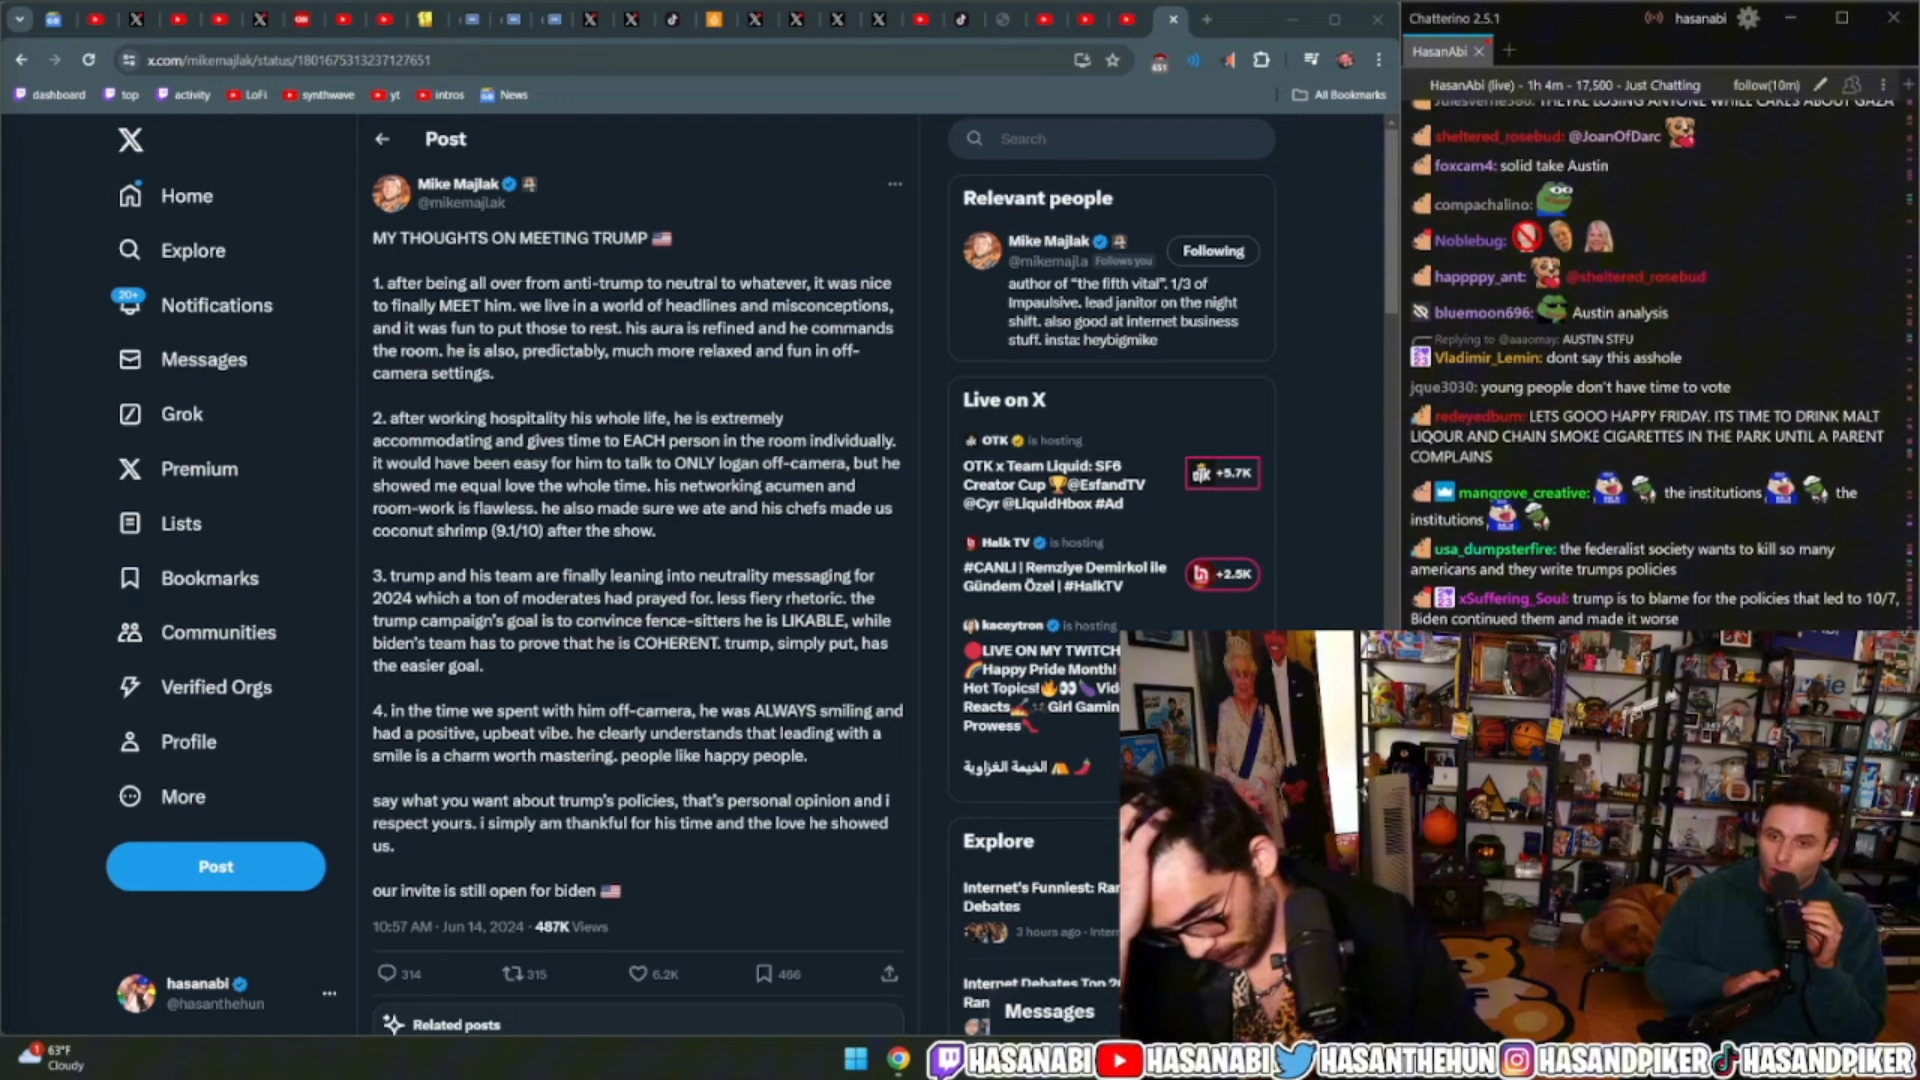 x.com/mikemajlak/status/1801675313237127651
dashboard
top
activity
LoFi
synthwave
yt
intros
News
All Bookmarks
Home
Explore
20+
Notifications
Messages
Grok
Premium
Lists
Bookmarks
Communities
Verified Orgs
Profile
More
Post
hasanabi
@hasanthehun
Post
Mike Majlak
@mikemajlak
MY THOUGHTS ON MEETING TRUMP
1. after being all over from anti-trump to neutral to whatever, it was nice
to finally MEET him. we live in a world of headlines and misconceptions,
and it was fun to put those to rest. his aura is refined and he commands
the room. he is also, predictably, much more relaxed and fun in off-
camera settings.
2. after working hospitality his whole life, he is extremely
accommodating and gives time to EACH person in the room individually.
it would have been easy for him to talk to ONLY logan off-camera, but he
showed me equal love the whole time. his networking acumen and
room-work is flawless. he also made sure we ate and his chefs made us
coconut shrimp (9.1/10) after the show.
3. trump and his team are finally leaning into neutrality messaging for
2024 which a ton of moderates had prayed for. less fiery rhetoric. the
trump campaign's goal is to convince fence-sitters he is LIKABLE, while
biden's team has to prove that he is COHERENT. trump, simply put, has
the easier goal.
4. in the time we spent with him off-camera, he was ALWAYS smiling and
had a positive, upbeat vibe. he clearly understands that leading with a
smile is a charm worth mastering. people like happy people.
say what you want about trump's policies, that's personal opinion and i
respect yours. i simply am thankful for his time and the love he showed
us.
our invite is still open for biden
10:57 AM · Jun 14, 2024 · 487K Views
314 315 6.2K 466
Related posts
Search
Relevant people
Mike Majlak
@mikemajla Follows you
Following
author of "the fifth vital". 1/3 of
Impaulsive. lead janitor on the night
shift. also good at internet business
stuff. insta: heybigmike
Live on X
OTK is hosting
OTK x Team Liquid: SF6
Creator Cup @EsfandTV
@Cyr @LiquidHbox #Ad
+5.7K
Halk TV is hosting
#CANLI | Remziye Demirkol ile
Gündem Özel | #HalkTV
+2.5K
kaceytron is hosting
LIVE ON MY TWITCH
Happy Pride Month!
Hot Topics! Vid
Reacts Girl Gamin
Prowess
الخيمة الغزاوية
Explore
Internet's Funniest: Ran
Debates
3 hours ago · Inter
Internet Debates Top 2
Ran
Messages
Chatterino 2.5.1
hasanabi
HasanAbi
HasanAbi (live) - 1h 4m - 17,500 - Just Chatting
follow(10m)
THEYRE LOSING ANYONE WHILE CARES ABOUT GAZA
sheltered_rosebud: @JoanOfDarc
foxcam4: solid take Austin
compachalino:
Noblebug:
happppy_ant: @sheltered_rosebud
bluemoon696: Austin analysis
Replying to @aaaomay: AUSTIN STFU
Vladimir_Lemin: dont say this asshole
jque3030: young people don't have time to vote
redeyedbum: LETS GOOO HAPPY FRIDAY. ITS TIME TO DRINK MALT
LIQOUR AND CHAIN SMOKE CIGARETTES IN THE PARK UNTIL A PARENT
COMPLAINS
mangrove_creative: the institutions the
institutions
usa_dumpsterfire: the federalist society wants to kill so many
americans and they write trumps policies
xSuffering_Soul: trump is to blame for the policies that led to 10/7,
Biden continued them and made it worse
63°F
Cloudy
HASANABI HASANABI HASANTHEHUN HASANDPIKER HASANDPIKER